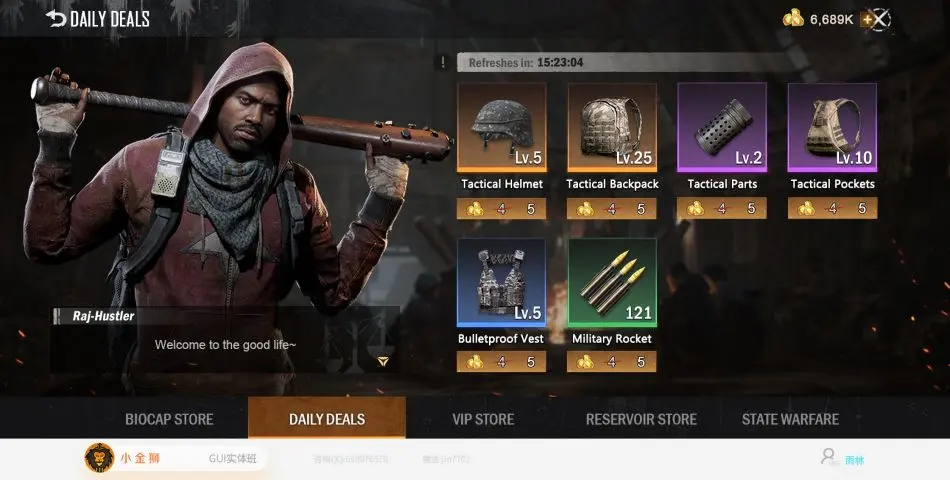 DAILY DEALS
6,689K
! Refreshes in: 15:23:04
Lv.5 Lv.25 Lv.2 Lv.10
Tactical Helmet Tactical Backpack Tactical Parts Tactical Pockets
4 5 4 5 4 5 4 5
Lv.5 121
Bulletproof Vest Military Rocket
4 5 4 5
Raj-Hustler
Welcome to the good life~
BIOCAP STORE DAILY DEALS VIP STORE RESERVOIR STORE STATE WARFARE
小金狮 GUI实体班 雨林